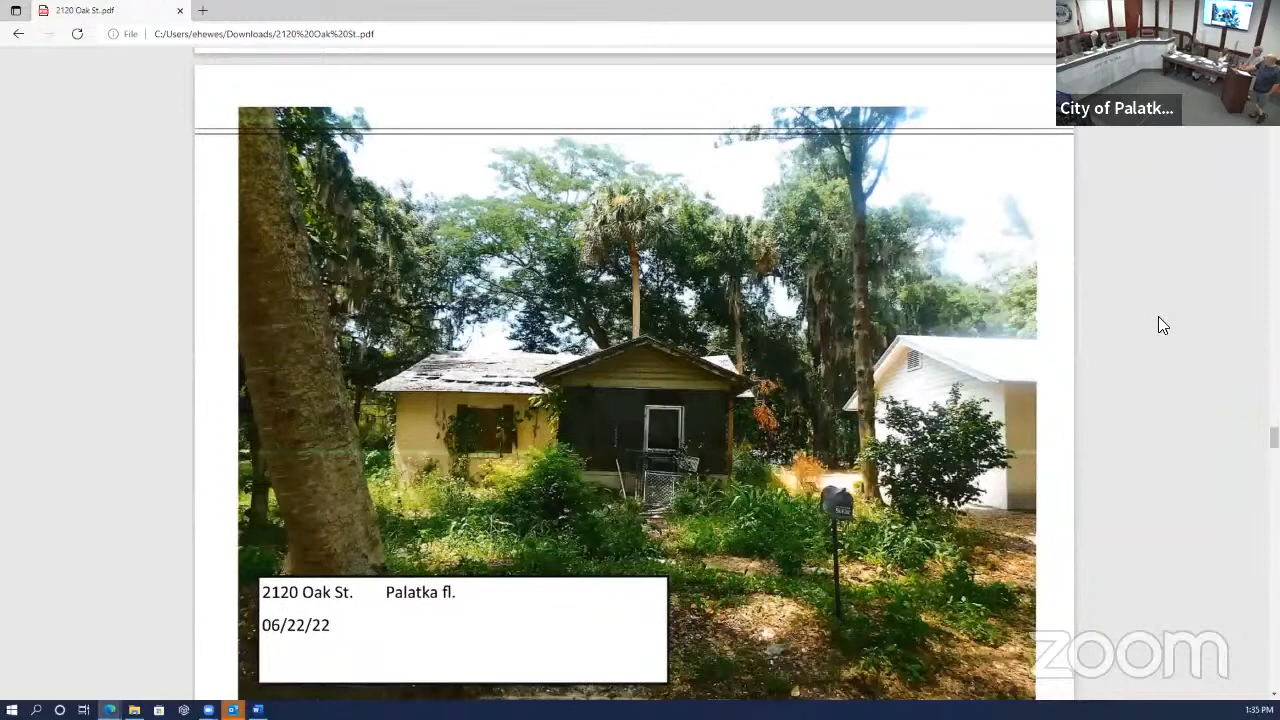 2120 Oak St..pdf
File
C:/Users/ehewes/Downloads/2120%20Oak%20St..pdf
City of Palatk...
2120 Oak St. Palatka fl.
06/22/22
zoom
1:35 PM